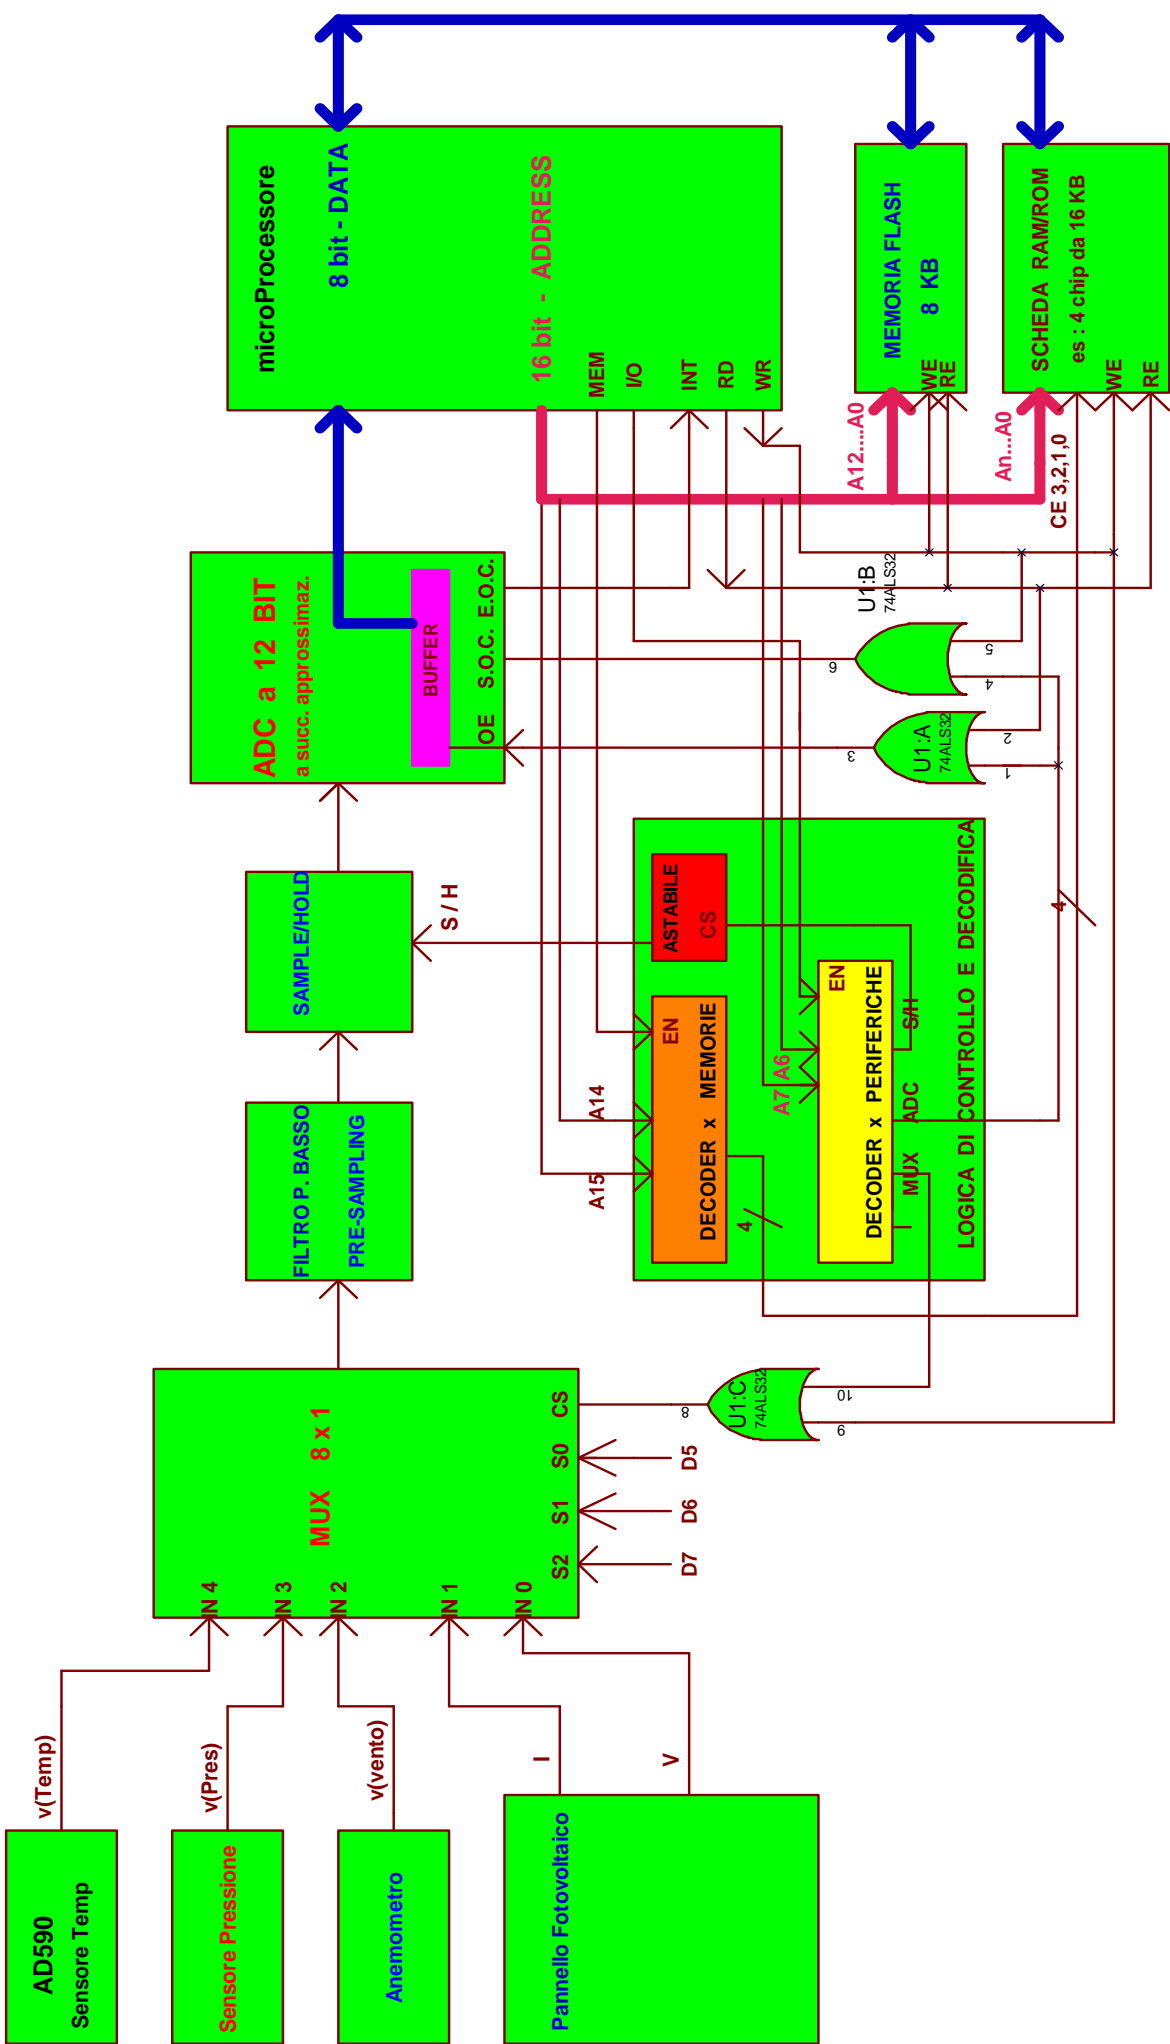 AD590
Sensore Temp
v(Temp)
Sensore Pressione
v(Pres)
Anemometro
v(vento)
Pannello Fotovoltaico
I
V
MUX 8 x 1
IN 4
IN 3
IN 2
IN 1
IN 0
S2
S1
S0
CS
D7
D6
D5
U1:C
74ALS32
8
9
10
FILTRO P. BASSO
PRE-SAMPLING
SAMPLE/HOLD
S / H
ADC a 12 BIT
a succ. approssimaz.
BUFFER
OE
S.O.C.
E.O.C.
LOGICA DI CONTROLLO E DECODIFICA
ASTABILE
CS
DECODER x MEMORIE
EN
A15
A14
4
DECODER x PERIFERICHE
EN
A7
A6
MUX
ADC
S/H
4
U1:A
74ALS32
3
1
2
U1:B
74ALS32
6
4
5
microProcessore
8 bit - DATA
16 bit - ADDRESS
MEM
I/O
INT
RD
WR
MEMORIA FLASH
8 KB
WE
RE
A12....A0
SCHEDA RAM/ROM
es : 4 chip da 16 KB
WE
RE
An...A0
CE 3,2,1,0